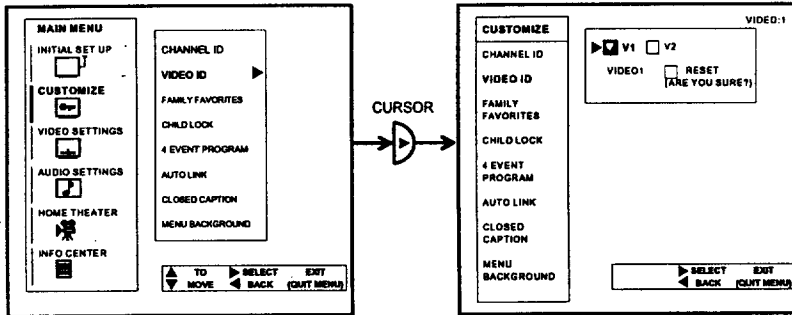 MAIN MENU
INITIAL SET UP
CUSTOMIZE
VIDEO SETTINGS
AUDIO SETTINGS
HOME THEATER
INFO CENTER
CHANNEL ID
VIDEO ID
FAMILY FAVORITES
CHILD LOCK
4 EVENT PROGRAM
AUTO LINK
CLOSED CAPTION
MENU BACKGROUND
TO SELECT EXIT
MOVE BACK (QUIT MENU)
CURSOR
VIDEO:1
CUSTOMIZE
CHANNEL ID
VIDEO ID
FAMILY
FAVORITES
CHILD LOCK
4 EVENT
PROGRAM
AUTO LINK
CLOSED
CAPTION
MENU
BACKGROUND
V1 V2
VIDEO1 RESET
(ARE YOU SURE?)
SELECT EXIT
BACK (QUIT MENU)